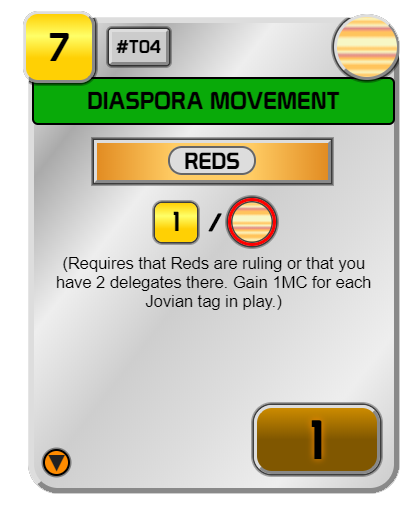 7
#T04
DIASPORA MOVEMENT
REDS
1 /
(Requires that Reds are ruling or that you
have 2 delegates there. Gain 1MC for each
Jovian tag in play.)
1